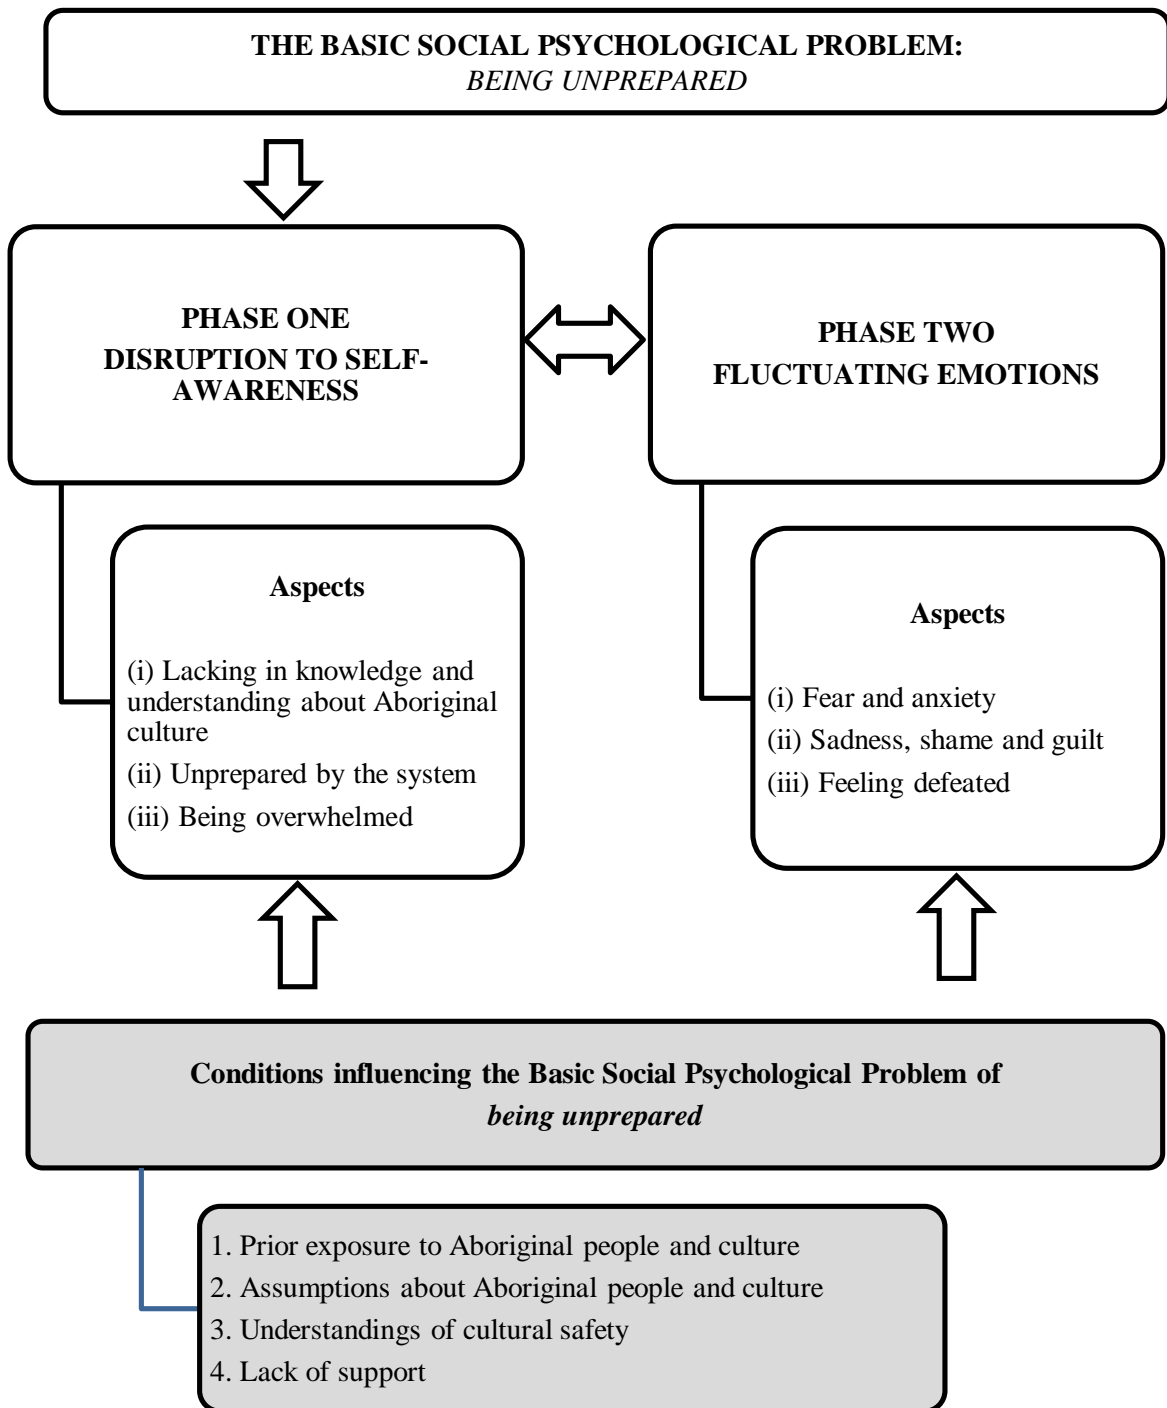 THE BASIC SOCIAL PSYCHOLOGICAL PROBLEM:
BEING UNPREPARED
PHASE ONE
DISRUPTION TO SELF-
AWARENESS
PHASE TWO
FLUCTUATING EMOTIONS
Aspects
(i) Lacking in knowledge and
understanding about Aboriginal
culture
(ii) Unprepared by the system
(iii) Being overwhelmed
Aspects
(i) Fear and anxiety
(ii) Sadness, shame and guilt
(iii) Feeling defeated
Conditions influencing the Basic Social Psychological Problem of
being unprepared
1. Prior exposure to Aboriginal people and culture
2. Assumptions about Aboriginal people and culture
3. Understandings of cultural safety
4. Lack of support